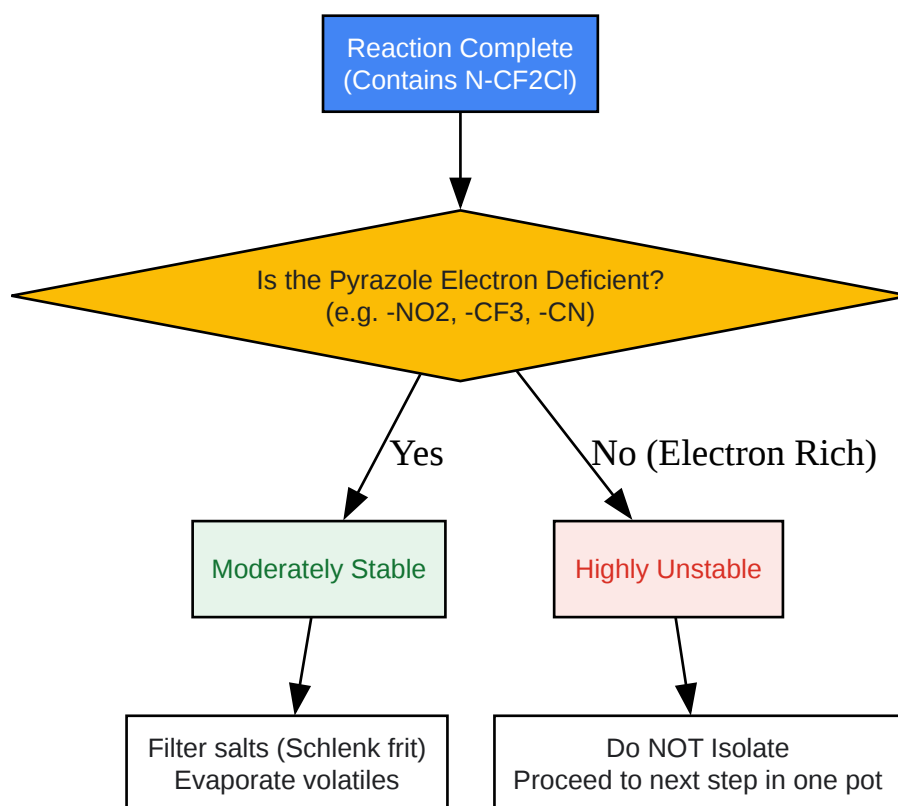 Reaction Complete
(Contains N-CF2Cl)
Is the Pyrazole Electron Deficient?
(e.g. -NO2, -CF3, -CN)
Yes
No (Electron Rich)
Moderately Stable
Highly Unstable
Filter salts (Schlenk frit)
Evaporate volatiles
Do NOT Isolate
Proceed to next step in one pot